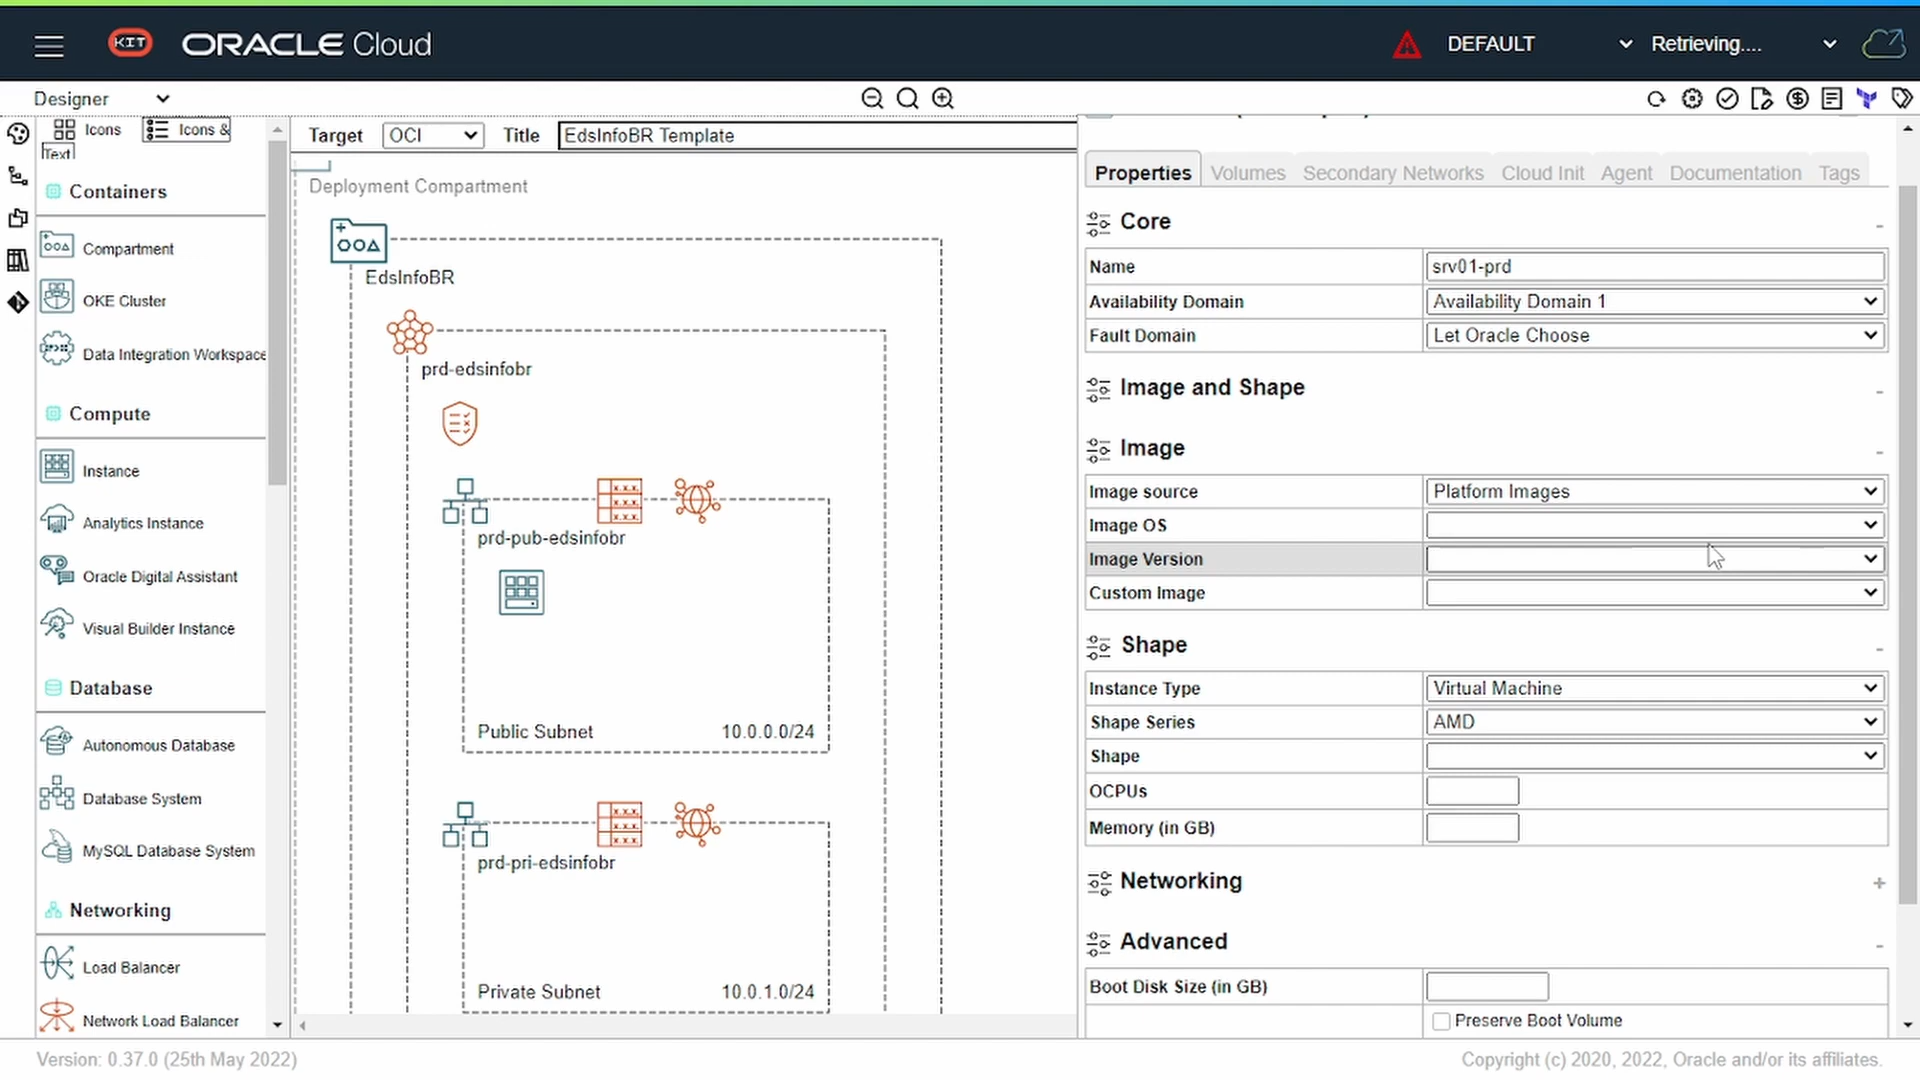 KIT
ORACLE Cloud
DEFAULT
Retrieving....
Designer
Icons
Icons &
Text
Target
OCI
Title
EdsInfoBR Template
Containers
Compartment
OKE Cluster
Data Integration Workspace
Compute
Instance
Analytics Instance
Oracle Digital Assistant
Visual Builder Instance
Database
Autonomous Database
Database System
MySQL Database System
Networking
Load Balancer
Network Load Balancer
Deployment Compartment
EdsInfoBR
prd-edsinfobr
prd-pub-edsinfobr
Public Subnet 10.0.0.0/24
prd-pri-edsinfobr
Private Subnet 10.0.1.0/24
Properties Volumes Secondary Networks Cloud Init Agent Documentation Tags
Core
Name srv01-prd
Availability Domain Availability Domain 1
Fault Domain Let Oracle Choose
Image and Shape
Image
Image source Platform Images
Image OS
Image Version
Custom Image
Shape
Instance Type Virtual Machine
Shape Series AMD
Shape
OCPUs
Memory (in GB)
Networking
Advanced
Boot Disk Size (in GB)
Preserve Boot Volume
Version: 0.37.0 (25th May 2022)
Copyright (c) 2020, 2022, Oracle and/or its affiliates.